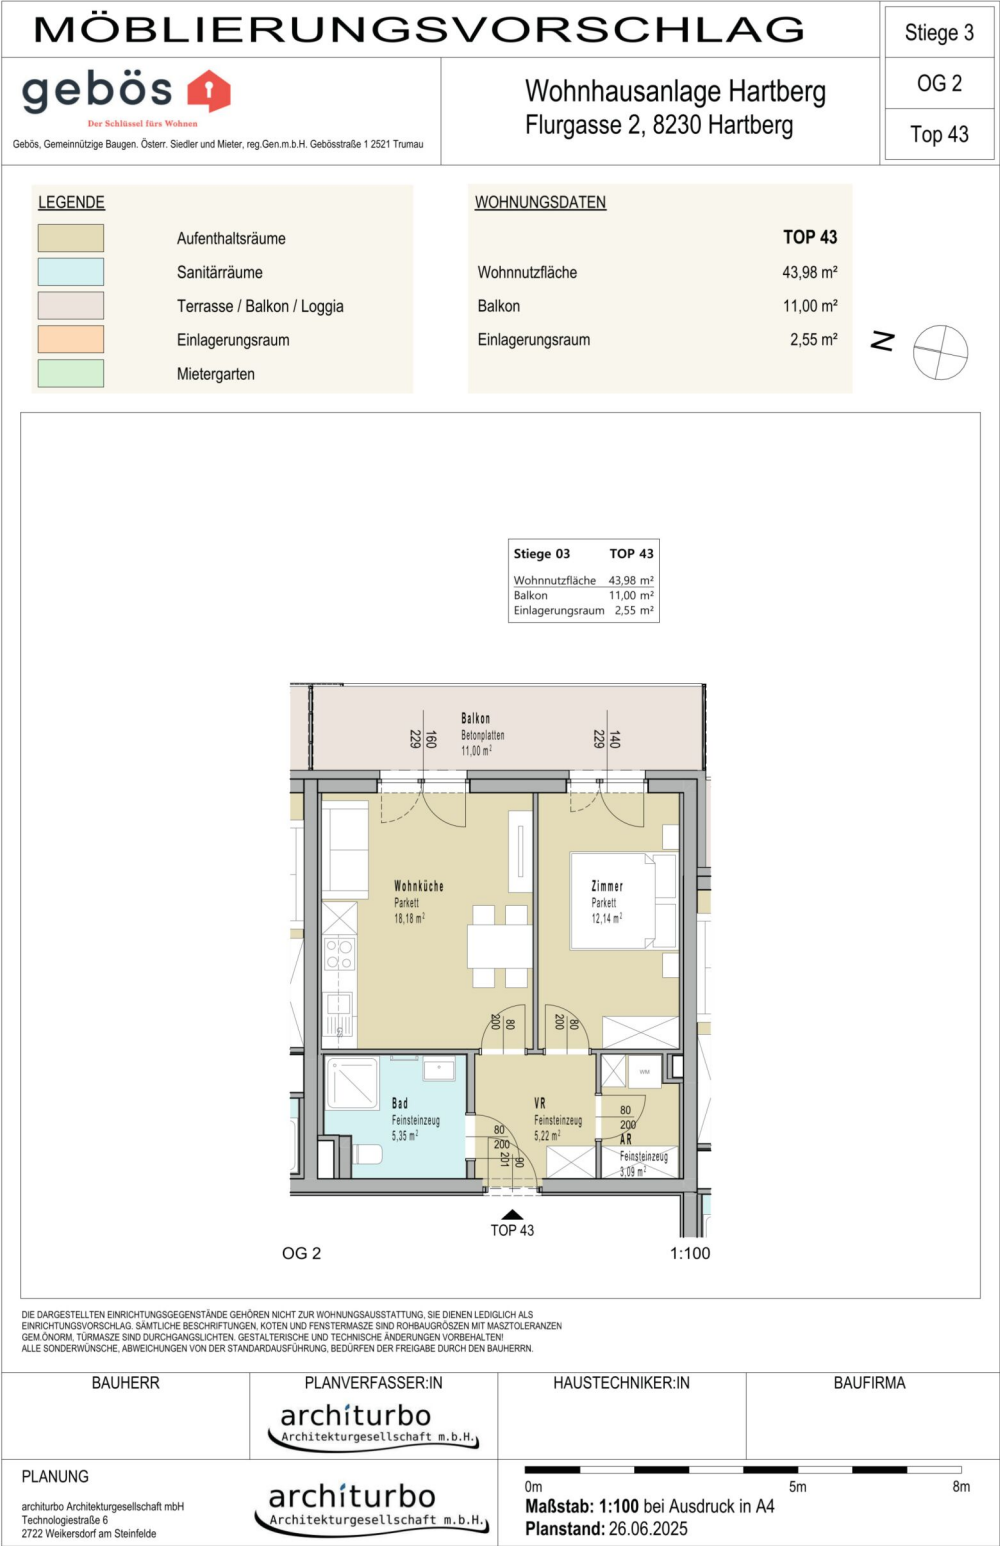 MÖBLIERUNGSVORSCHLAG
Stiege 3
OG 2
Top 43
gebös
Der Schlüssel fürs Wohnen
Gebös, Gemeinnützige Baugen. Österr. Siedler und Mieter, reg.Gen.m.b.H. Gebösstraße 1 2521 Trumau
Wohnhausanlage Hartberg
Flurgasse 2, 8230 Hartberg
LEGENDE
Aufenthaltsräume
Sanitärräume
Terrasse / Balkon / Loggia
Einlagerungsraum
Mietergarten
WOHNUNGSDATEN
TOP 43
Wohnnutzfläche 43,98 m²
Balkon 11,00 m²
Einlagerungsraum 2,55 m²
N
Stiege 03 TOP 43
Wohnnutzfläche 43,98 m²
Balkon 11,00 m²
Einlagerungsraum 2,55 m²
Balkon
Betonplatten
11,00 m²
160
229
140
229
Wohnküche
Parkett
18,18 m²
Zimmer
Parkett
12,14 m²
80
200
80
200
WM
Bad
Feinsteinzeug
5,35 m²
VR
Feinsteinzeug
5,22 m²
80
200
AR
Feinsteinzeug
3,09 m²
80
200
90
201
TOP 43
OG 2
1:100
DIE DARGESTELLTEN EINRICHTUNGSGEGENSTÄNDE GEHÖREN NICHT ZUR WOHNUNGSAUSSTATTUNG, SIE DIENEN LEDIGLICH ALS
EINRICHTUNGSVORSCHLAG. SÄMTLICHE BESCHRIFTUNGEN, KOTEN UND FENSTERMASZE SIND ROHBAUGRÖSZEN MIT MASZTOLERANZEN
GEM.ÖNORM, TÜRMASZE SIND DURCHGANGSLICHTEN. GESTALTERISCHE UND TECHNISCHE ÄNDERUNGEN VORBEHALTEN!
ALLE SONDERWÜNSCHE, ABWEICHUNGEN VON DER STANDARDAUSFÜHRUNG, BEDÜRFEN DER FREIGABE DURCH DEN BAUHERRN.
BAUHERR
PLANVERFASSER:IN
HAUSTECHNIKER:IN
BAUFIRMA
architurbo
Architekturgesellschaft m.b.H.
PLANUNG
architurbo Architekturgesellschaft mbH
Technologiestraße 6
2722 Weikersdorf am Steinfelde
architurbo
Architekturgesellschaft m.b.H.
0m 5m 8m
Maßstab: 1:100 bei Ausdruck in A4
Planstand: 26.06.2025